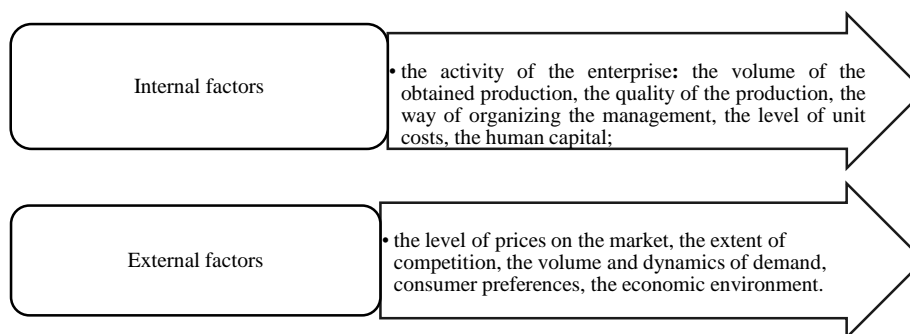 Internal factors
• the activity of the enterprise: the volume of the
obtained production, the quality of the production, the
way of organizing the management, the level of unit
costs, the human capital;
External factors
• the level of prices on the market, the extent of
competition, the volume and dynamics of demand,
consumer preferences, the economic environment.